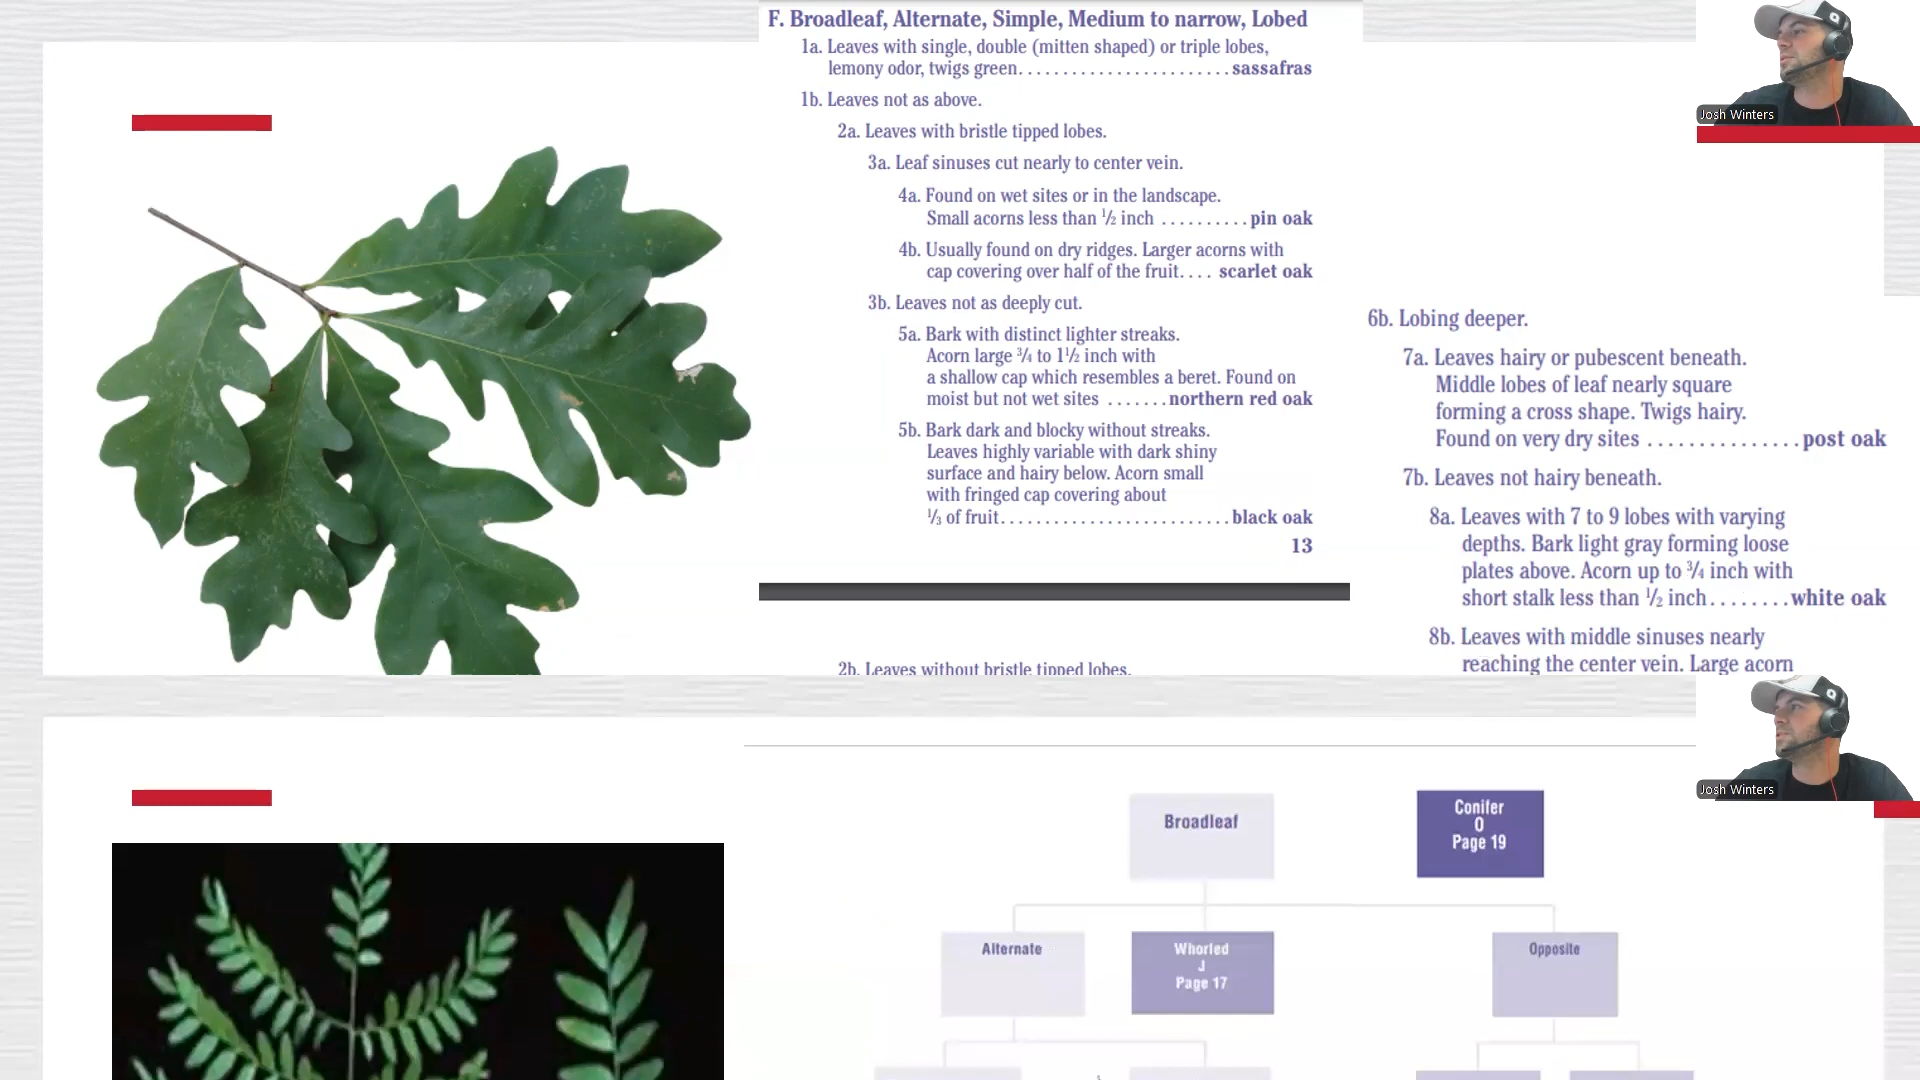 F. Broadleaf, Alternate, Simple, Medium to narrow, Lobed
1a. Leaves with single, double (mitten shaped) or triple lobes,
lemony odor, twigs green. . . . . . . . . . . . . . . . . . . . . . . . sassafras
1b. Leaves not as above.
2a. Leaves with bristle tipped lobes.
3a. Leaf sinuses cut nearly to center vein.
4a. Found on wet sites or in the landscape.
Small acorns less than ½ inch . . . . . . . . . . pin oak
4b. Usually found on dry ridges. Larger acorns with
cap covering over half of the fruit. . . . scarlet oak
3b. Leaves not as deeply cut.
5a. Bark with distinct lighter streaks.
Acorn large ¾ to 1½ inch with
a shallow cap which resembles a beret. Found on
moist but not wet sites . . . . . . . northern red oak
5b. Bark dark and blocky without streaks.
Leaves highly variable with dark shiny
surface and hairy below. Acorn small
with fringed cap covering about
⅓ of fruit. . . . . . . . . . . . . . . . . . . . . . . . . . black oak
13
2b. Leaves without bristle tipped lobes.
6b. Lobing deeper.
7a. Leaves hairy or pubescent beneath.
Middle lobes of leaf nearly square
forming a cross shape. Twigs hairy.
Found on very dry sites . . . . . . . . . . . . . . . post oak
7b. Leaves not hairy beneath.
8a. Leaves with 7 to 9 lobes with varying
depths. Bark light gray forming loose
plates above. Acorn up to ¾ inch with
short stalk less than ½ inch. . . . . . . . white oak
8b. Leaves with middle sinuses nearly
reaching the center vein. Large acorn
Josh Winters
Josh Winters
Broadleaf
Conifer
O
Page 19
Alternate
Whorled
J
Page 17
Opposite